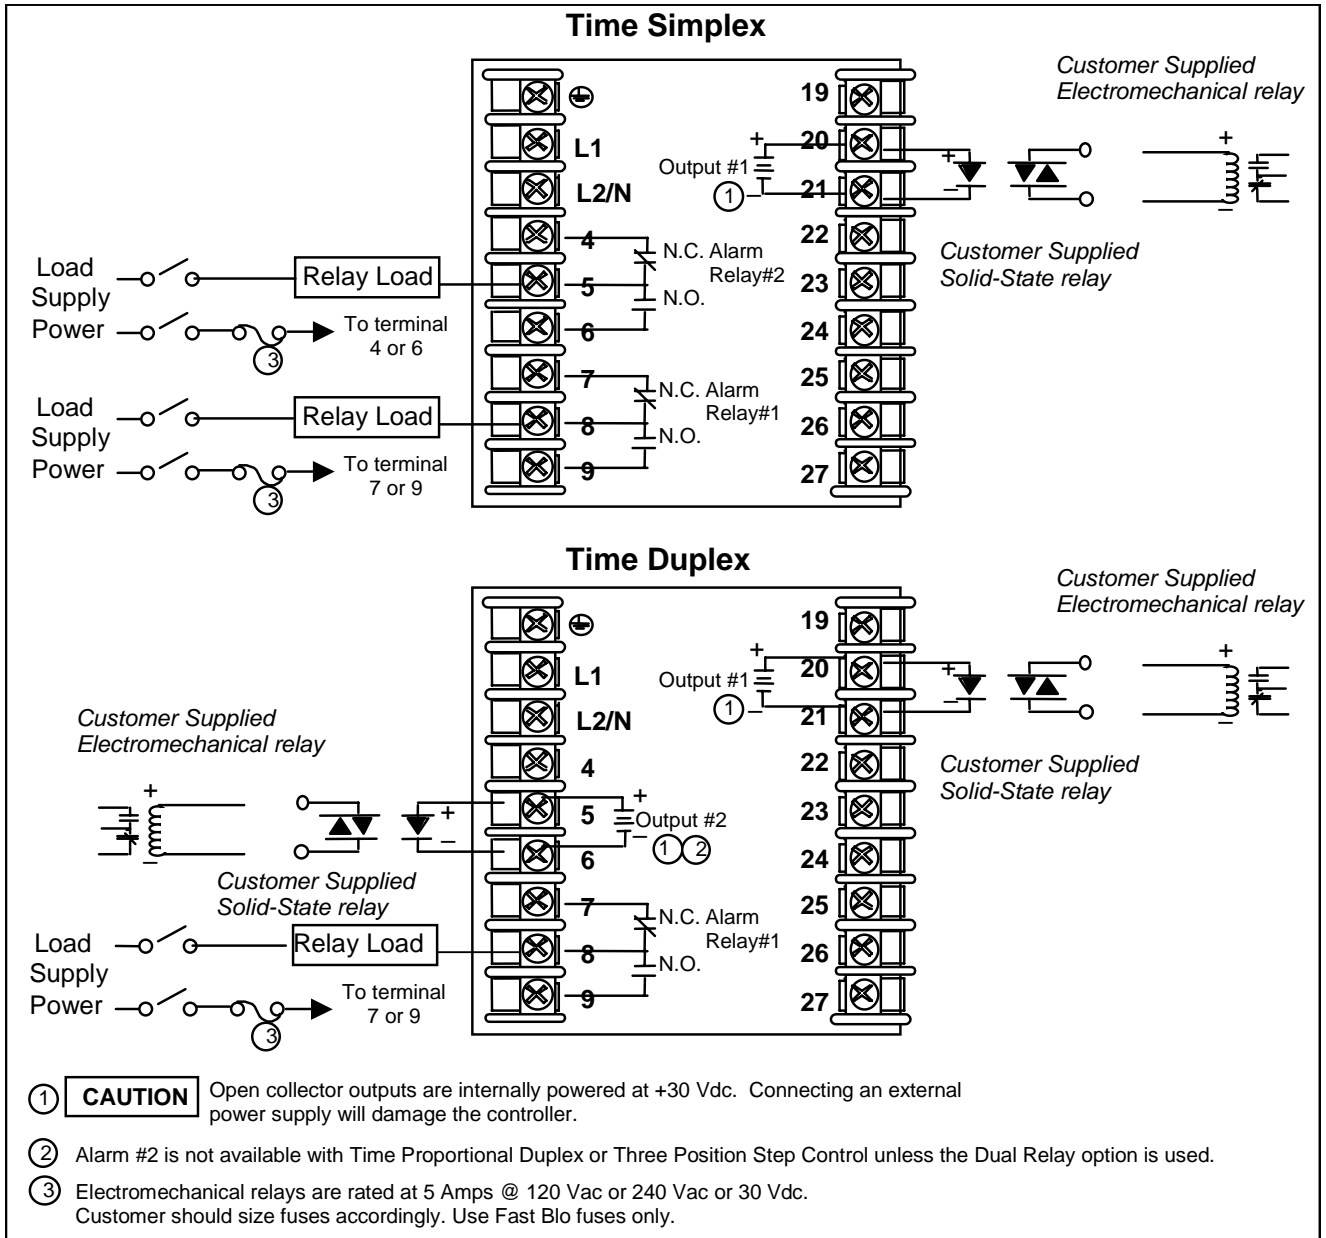 Time Simplex
Customer Supplied
Electromechanical relay
L1
L2/N
4
5
6
7
8
9
N.C. Alarm
Relay#2
N.O.
N.C. Alarm
Relay#1
N.O.
+
Output #1
1 –
19
20
21
22
23
24
25
26
27
+
–
+
–
Customer Supplied
Solid-State relay
Load
Supply
Power
Relay Load
3
To terminal
4 or 6
Load
Supply
Power
Relay Load
3
To terminal
7 or 9
Time Duplex
Customer Supplied
Electromechanical relay
L1
L2/N
4
5
6
7
8
9
+
Output #1
1 –
19
20
21
22
23
24
25
26
27
+
–
+
–
Customer Supplied
Solid-State relay
Customer Supplied
Electromechanical relay
+
–
+
–
Customer Supplied
Solid-State relay
+
Output #2
–
1 2
N.C. Alarm
Relay#1
N.O.
Load
Supply
Power
Relay Load
3
To terminal
7 or 9
1 CAUTION Open collector outputs are internally powered at +30 Vdc. Connecting an external
power supply will damage the controller.
2 Alarm #2 is not available with Time Proportional Duplex or Three Position Step Control unless the Dual Relay option is used.
3 Electromechanical relays are rated at 5 Amps @ 120 Vac or 240 Vac or 30 Vdc.
Customer should size fuses accordingly. Use Fast Blo fuses only.